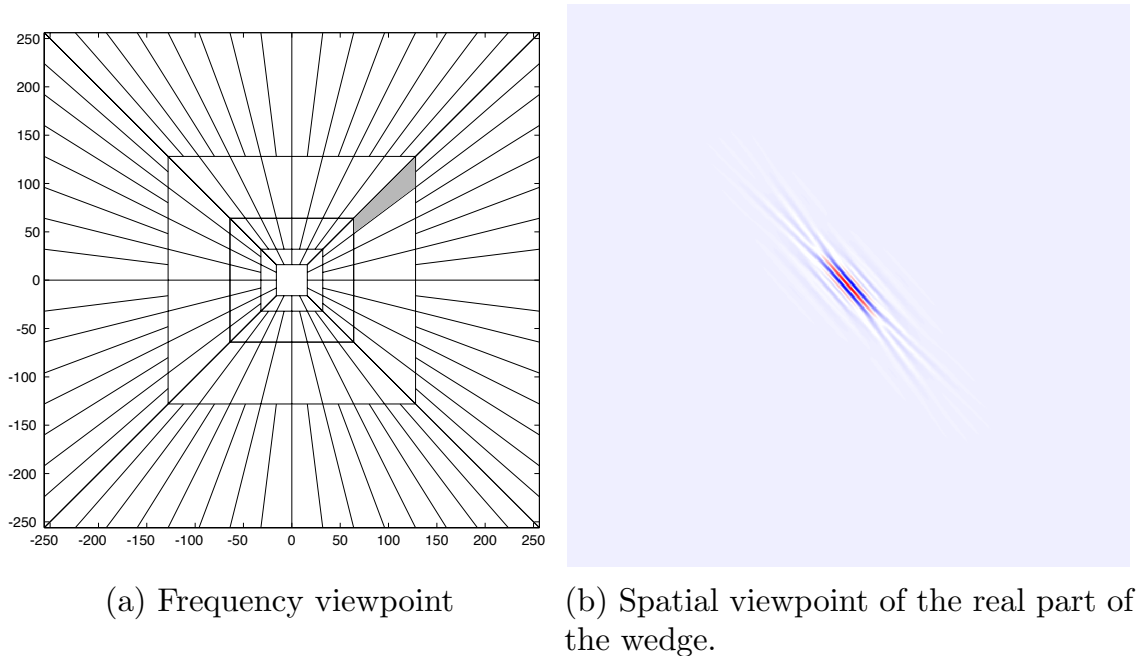 250
200
150
100
50
0
-50
-100
-150
-200
-250
-250 -200 -150 -100 -50 0 50 100 150 200 250
(a) Frequency viewpoint
(b) Spatial viewpoint of the real part of
the wedge.